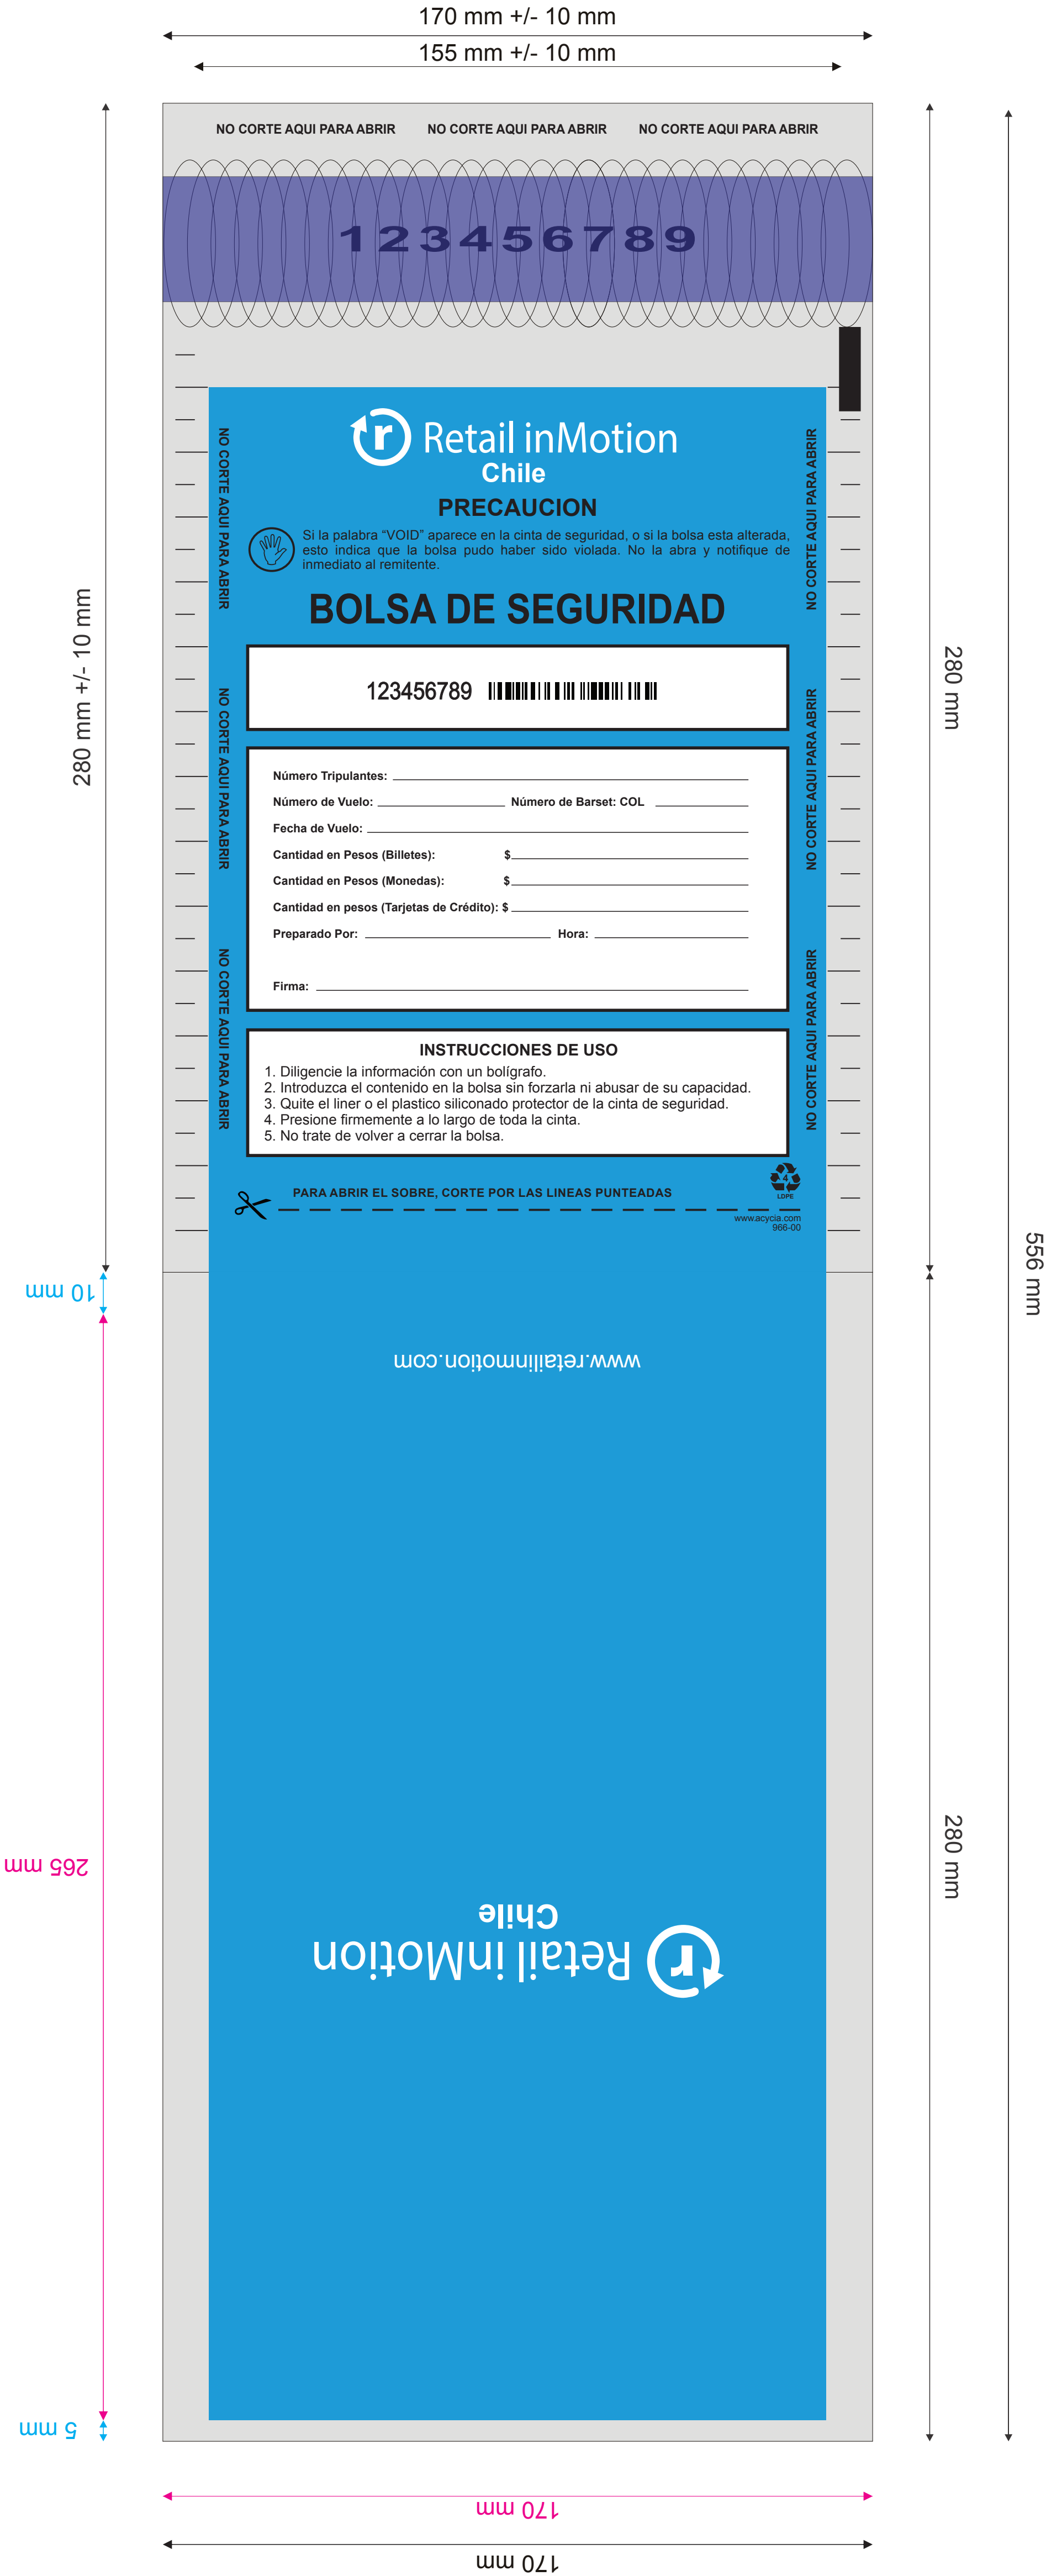 170 mm +/- 10 mm
155 mm +/- 10 mm
NO CORTE AQUI PARA ABRIR NO CORTE AQUI PARA ABRIR NO CORTE AQUI PARA ABRIR
123456789
r Retail inMotion
Chile
PRECAUCION
Si la palabra “VOID” aparece en la cinta de seguridad, o si la bolsa esta alterada,
esto indica que la bolsa pudo haber sido violada. No la abra y notifique de
inmediato al remitente.
BOLSA DE SEGURIDAD
123456789
Número Tripulantes:
Número de Vuelo: Número de Barset: COL
Fecha de Vuelo:
Cantidad en Pesos (Billetes): $
Cantidad en Pesos (Monedas): $
Cantidad en pesos (Tarjetas de Crédito): $
Preparado Por: Hora:
Firma:
INSTRUCCIONES DE USO
1. Diligencie la información con un bolígrafo.
2. Introduzca el contenido en la bolsa sin forzarla ni abusar de su capacidad.
3. Quite el liner o el plastico siliconado protector de la cinta de seguridad.
4. Presione firmemente a lo largo de toda la cinta.
5. No trate de volver a cerrar la bolsa.
4
LDPE
PARA ABRIR EL SOBRE, CORTE POR LAS LINEAS PUNTEADAS
www.acycia.com
966-00
NO CORTE AQUI PARA ABRIR
NO CORTE AQUI PARA ABRIR
NO CORTE AQUI PARA ABRIR
NO CORTE AQUI PARA ABRIR
NO CORTE AQUI PARA ABRIR
NO CORTE AQUI PARA ABRIR
280 mm +/- 10 mm
280 mm
556 mm
10 mm
www.retailinmotion.com
265 mm
280 mm
r Retail inMotion
Chile
5 mm
170 mm
170 mm